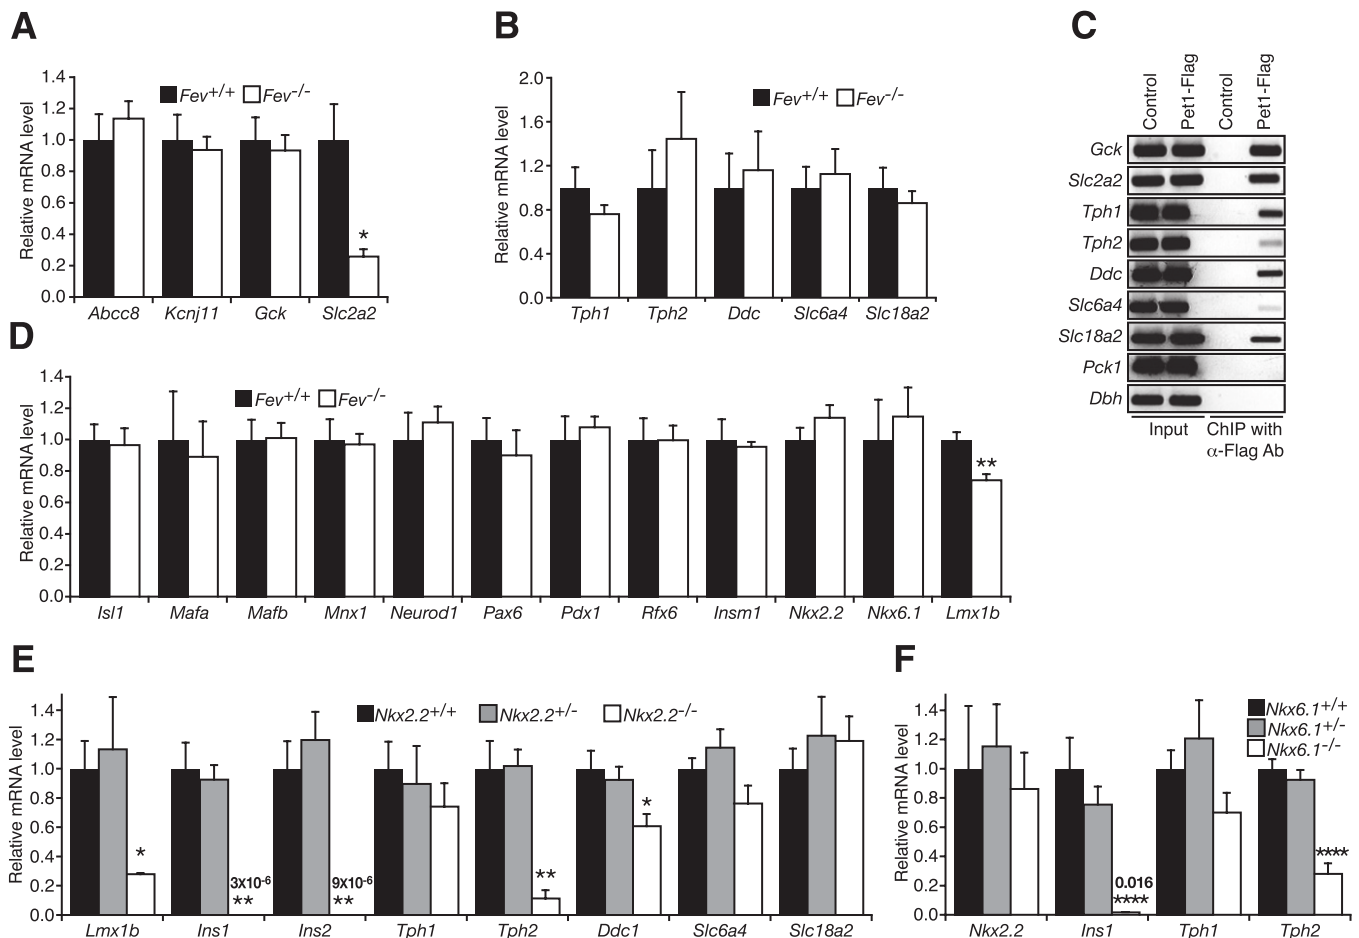 A
Relative mRNA level
1.4
1.2
1.0
0.8
0.6
0.4
0.2
0.0
Fev+/+ Fev-/-
*
Abcc8 Kcnj11 Gck Slc2a2
B
Relative mRNA level
2.0
1.6
1.2
0.8
0.4
0.0
Fev+/+ Fev-/-
Tph1 Tph2 Ddc Slc6a4 Slc18a2
C
Control Pet1-Flag Control Pet1-Flag
Gck
Slc2a2
Tph1
Tph2
Ddc
Slc6a4
Slc18a2
Pck1
Dbh
Input ChIP with
α-Flag Ab
D
Relative mRNA level
1.4
1.2
1.0
0.8
0.6
0.4
0.2
0.0
Fev+/+ Fev-/-
**
Isl1 Mafa Mafb Mnx1 Neurod1 Pax6 Pdx1 Rfx6 Insm1 Nkx2.2 Nkx6.1 Lmx1b
E
Relative mRNA level
1.4
1.2
1.0
0.8
0.6
0.4
0.2
0.0
Nkx2.2+/+ Nkx2.2+/- Nkx2.2-/-
*
3x10-6
**
9x10-6
**
**
*
Lmx1b Ins1 Ins2 Tph1 Tph2 Ddc1 Slc6a4 Slc18a2
F
Relative mRNA level
1.4
1.2
1.0
0.8
0.6
0.4
0.2
0.0
Nkx6.1+/+
Nkx6.1+/-
Nkx6.1-/-
0.016
****
****
Nkx2.2 Ins1 Tph1 Tph2